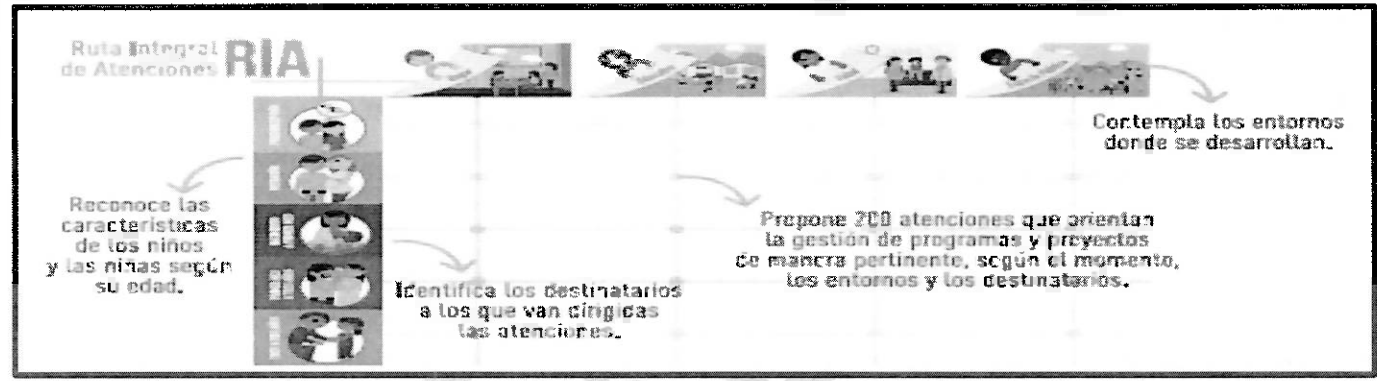 Ruta Integral
de Atenciones RIA
Contempla los entornos
donde se desarrollan.
Reconoce las
características
de los niños
y las niñas según
su edad.
Identifica los destinatarios
a los que van dirigidas
las atenciones.
Propone 200 atenciones que orientan
la gestión de programas y proyectos
de manera pertinente, según el momento,
los entornos y los destinatarios.